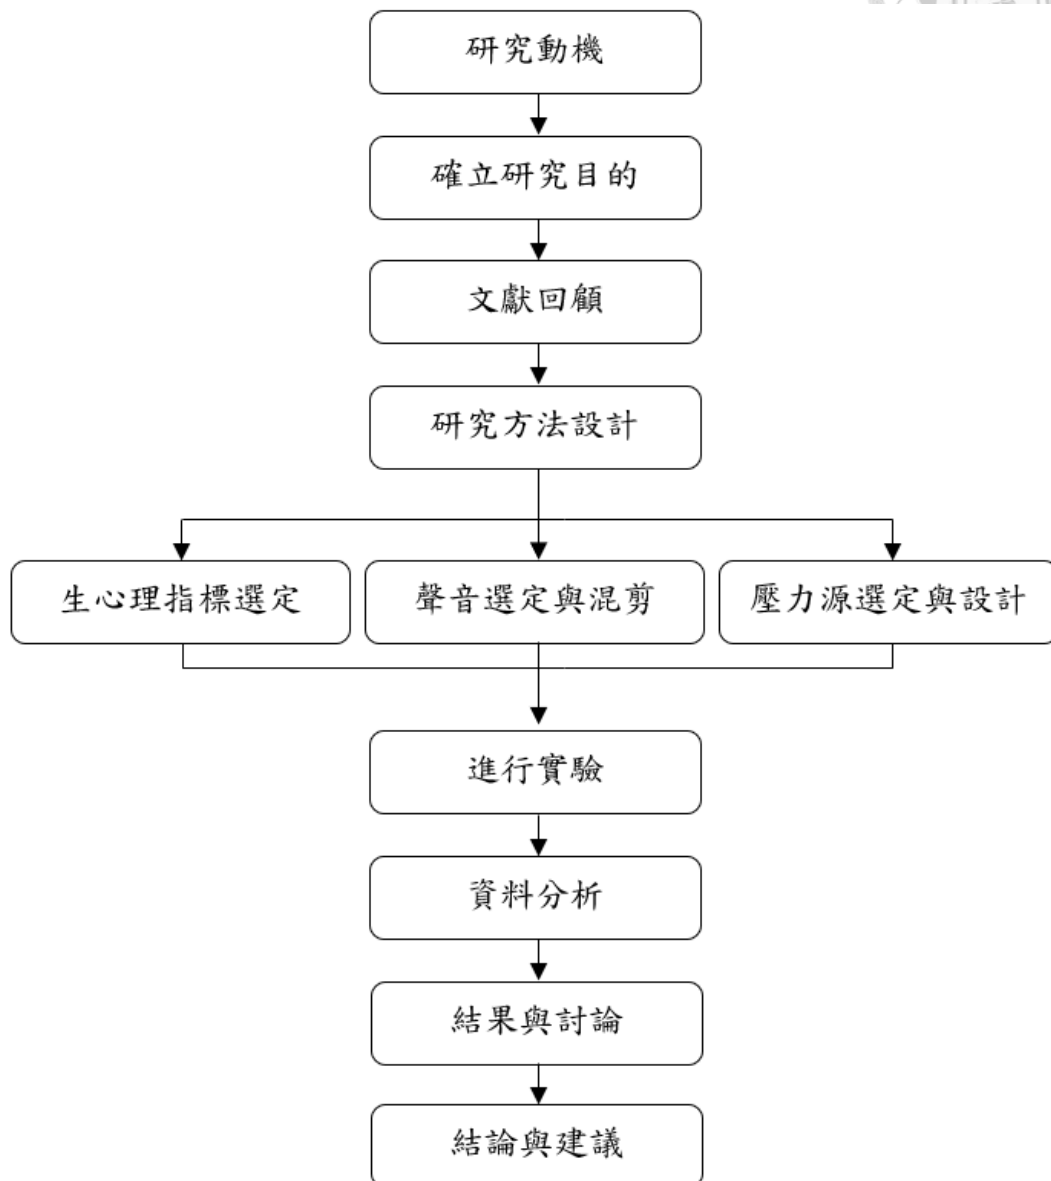 研究動機
確立研究目的
文獻回顧
研究方法設計
生心理指標選定
聲音選定與混剪
壓力源選定與設計
進行實驗
資料分析
結果與討論
結論與建議